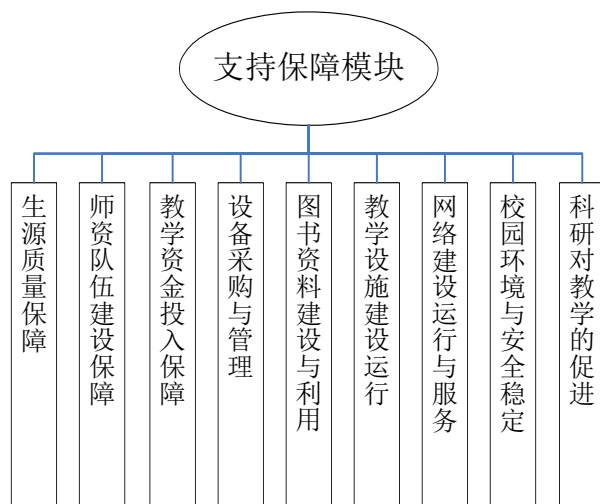 支持保障模块
生源质量保障
师资队伍建设保障
教学资金投入保障
设备采购与管理
图书资料建设与利用
教学设施建设运行
网络建设运行与服务
校园环境与安全稳定
科研对教学的促进